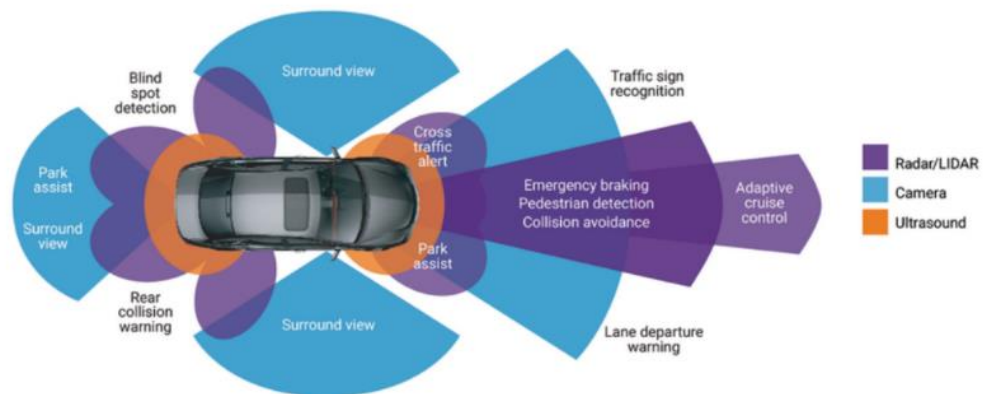 Surround view
Blind
spot
detection
Traffic sign
recognition
Cross
traffic
alert
Park
assist
Surround
view
Emergency braking
Pedestrian detection
Collision avoidance
Adaptive
cruise
control
Radar/LIDAR
Camera
Ultrasound
Park
assist
Rear
collision
warning
Surround view
Lane departure
warning